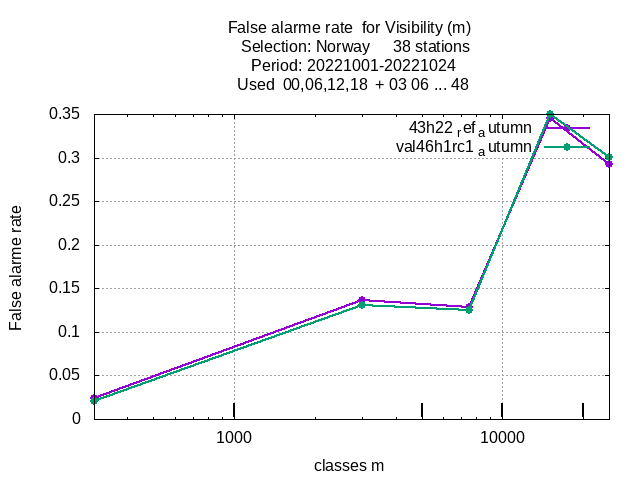 False alarme rate  for Visibility (m)
Selection: Norway     38 stations
Period: 20221001-20221024
Used  00,06,12,18  + 03 06 ... 48
43h22 ref a utumn
val46h1rc1 a utumn
0.35
0.3
0.25
0.2
0.15
0.1
0.05
0
False alarme rate
1000 10000
classes m